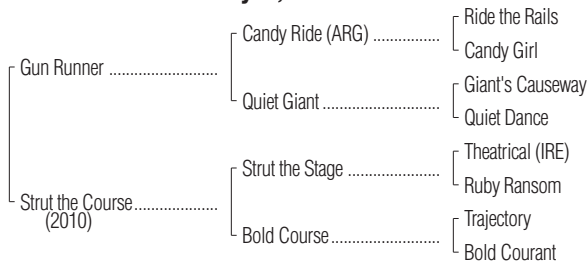 Ride the Rails
Candy Ride (ARG) ................
Candy Girl
Gun Runner ..........................
Giant's Causeway
Quiet Giant ............................
Quiet Dance
Theatrical (IRE)
Strut the Stage ......................
Ruby Ransom
Strut the Course....................
(2010)
Trajectory
Bold Course..........................
Bold Courant